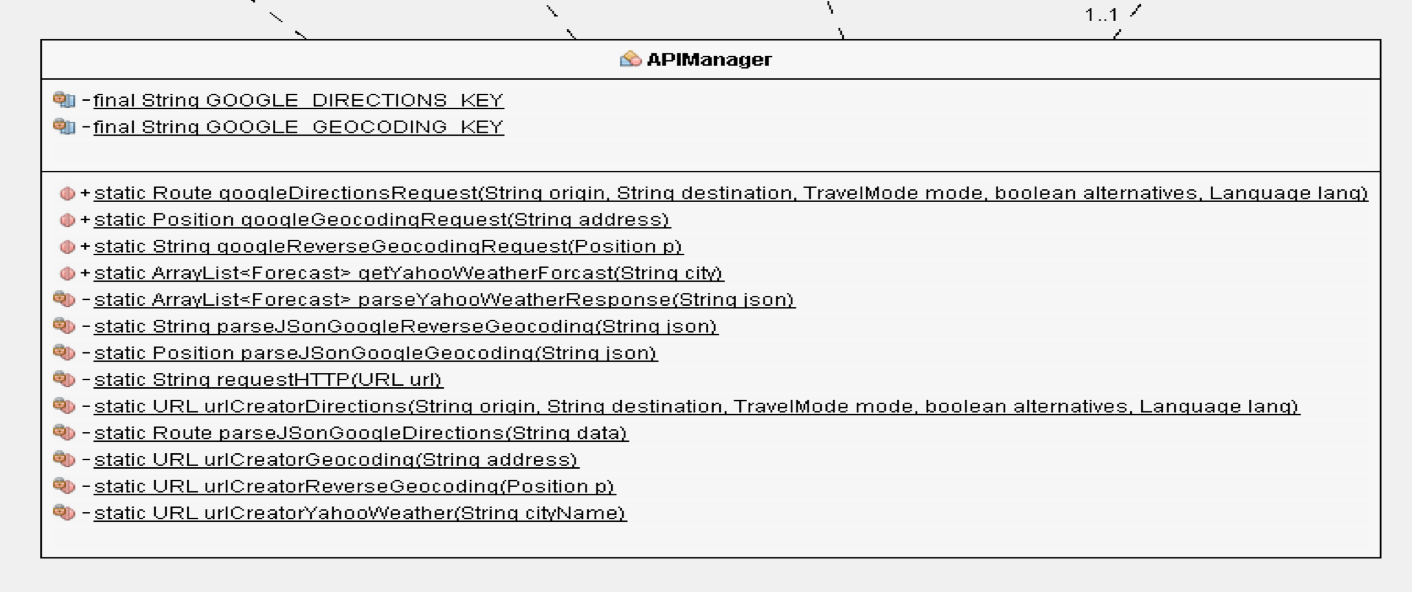 1..1
APIManager
-final String GOOGLE_DIRECTIONS_KEY
-final String GOOGLE_GEOCODING_KEY
+static Route googleDirectionsRequest(String origin, String destination, TravelMode mode, boolean alternatives, Language lang)
+static Position googleGeocodingRequest(String address)
+static String googleReverseGeocodingRequest(Position p)
+static ArrayList<Forecast> getYahooWeatherForcast(String city)
-static ArrayList<Forecast> parseYahooWeatherResponse(String json)
-static String parseJSonGoogleReverseGeocoding(String json)
-static Position parseJSonGoogleGeocoding(String json)
-static String requestHTTP(URL url)
-static URL urlCreatorDirections(String origin, String destination, TravelMode mode, boolean alternatives, Language lang)
-static Route parseJSonGoogleDirections(String data)
-static URL urlCreatorGeocoding(String address)
-static URL urlCreatorReverseGeocoding(Position p)
-static URL urlCreatorYahooWeather(String cityName)